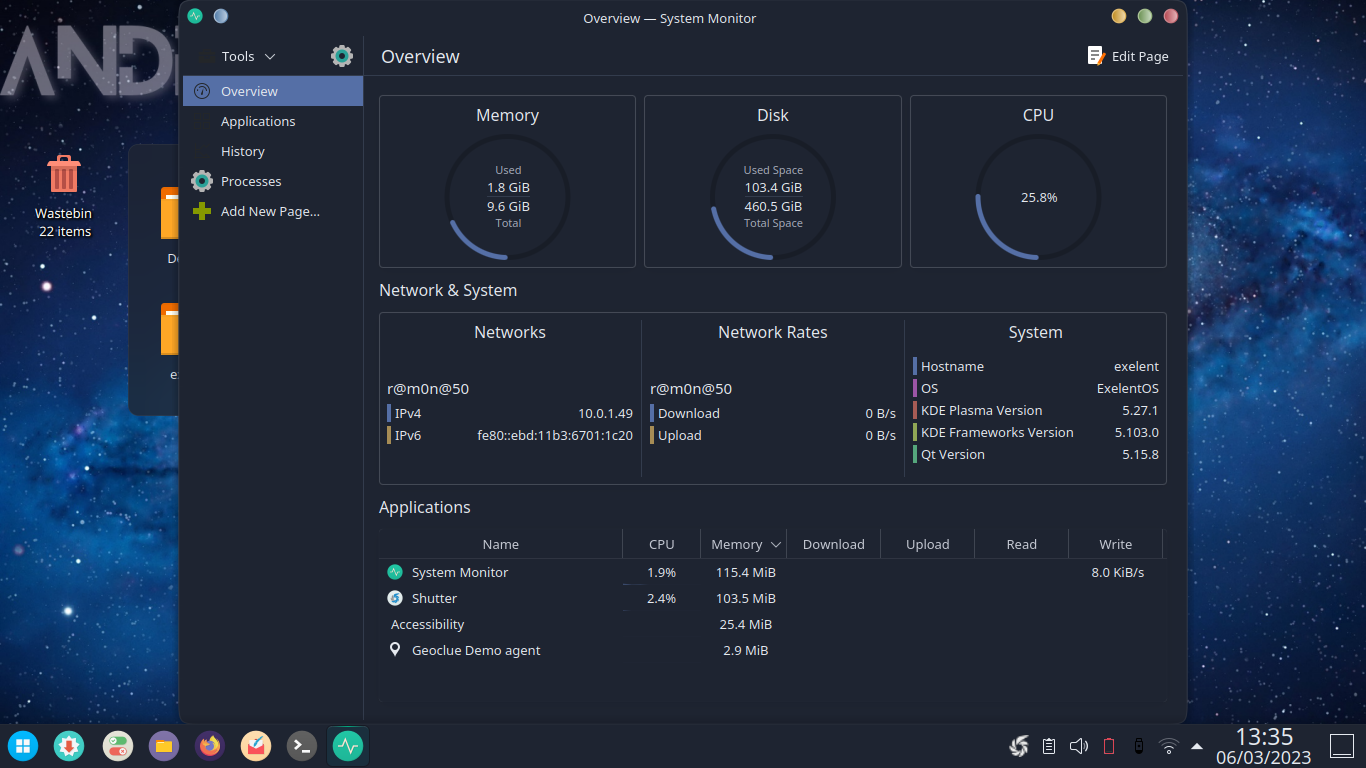 Overview — System Monitor
Tools
Overview
Edit Page
Overview
Applications
History
Processes
Add New Page...
Wastebin
22 items
Memory
Used
1.8 GiB
9.6 GiB
Total
Disk
Used Space
103.4 GiB
460.5 GiB
Total Space
CPU
25.8%
Network & System
Networks
r@m0n@50
IPv4 10.0.1.49
IPv6 fe80::ebd:11b3:6701:1c20
Network Rates
r@m0n@50
Download 0 B/s
Upload 0 B/s
System
Hostname exelent
OS ExelentOS
KDE Plasma Version 5.27.1
KDE Frameworks Version 5.103.0
Qt Version 5.15.8
Applications
Name CPU Memory Download Upload Read Write
System Monitor 1.9% 115.4 MiB 8.0 KiB/s
Shutter 2.4% 103.5 MiB
Accessibility 25.4 MiB
Geoclue Demo agent 2.9 MiB
13:35
06/03/2023